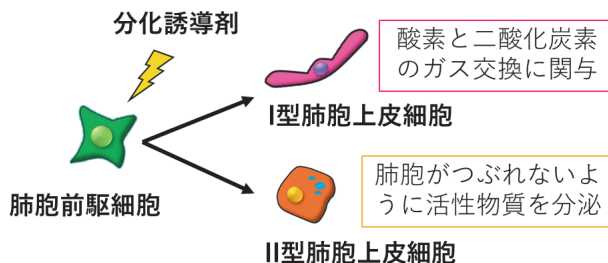 分化誘導剤
酸素と二酸化炭素
のガス交換に関与
I型肺胞上皮細胞
肺胞前駆細胞
肺胞がつぶれないよ
うに活性物質を分泌
II型肺胞上皮細胞